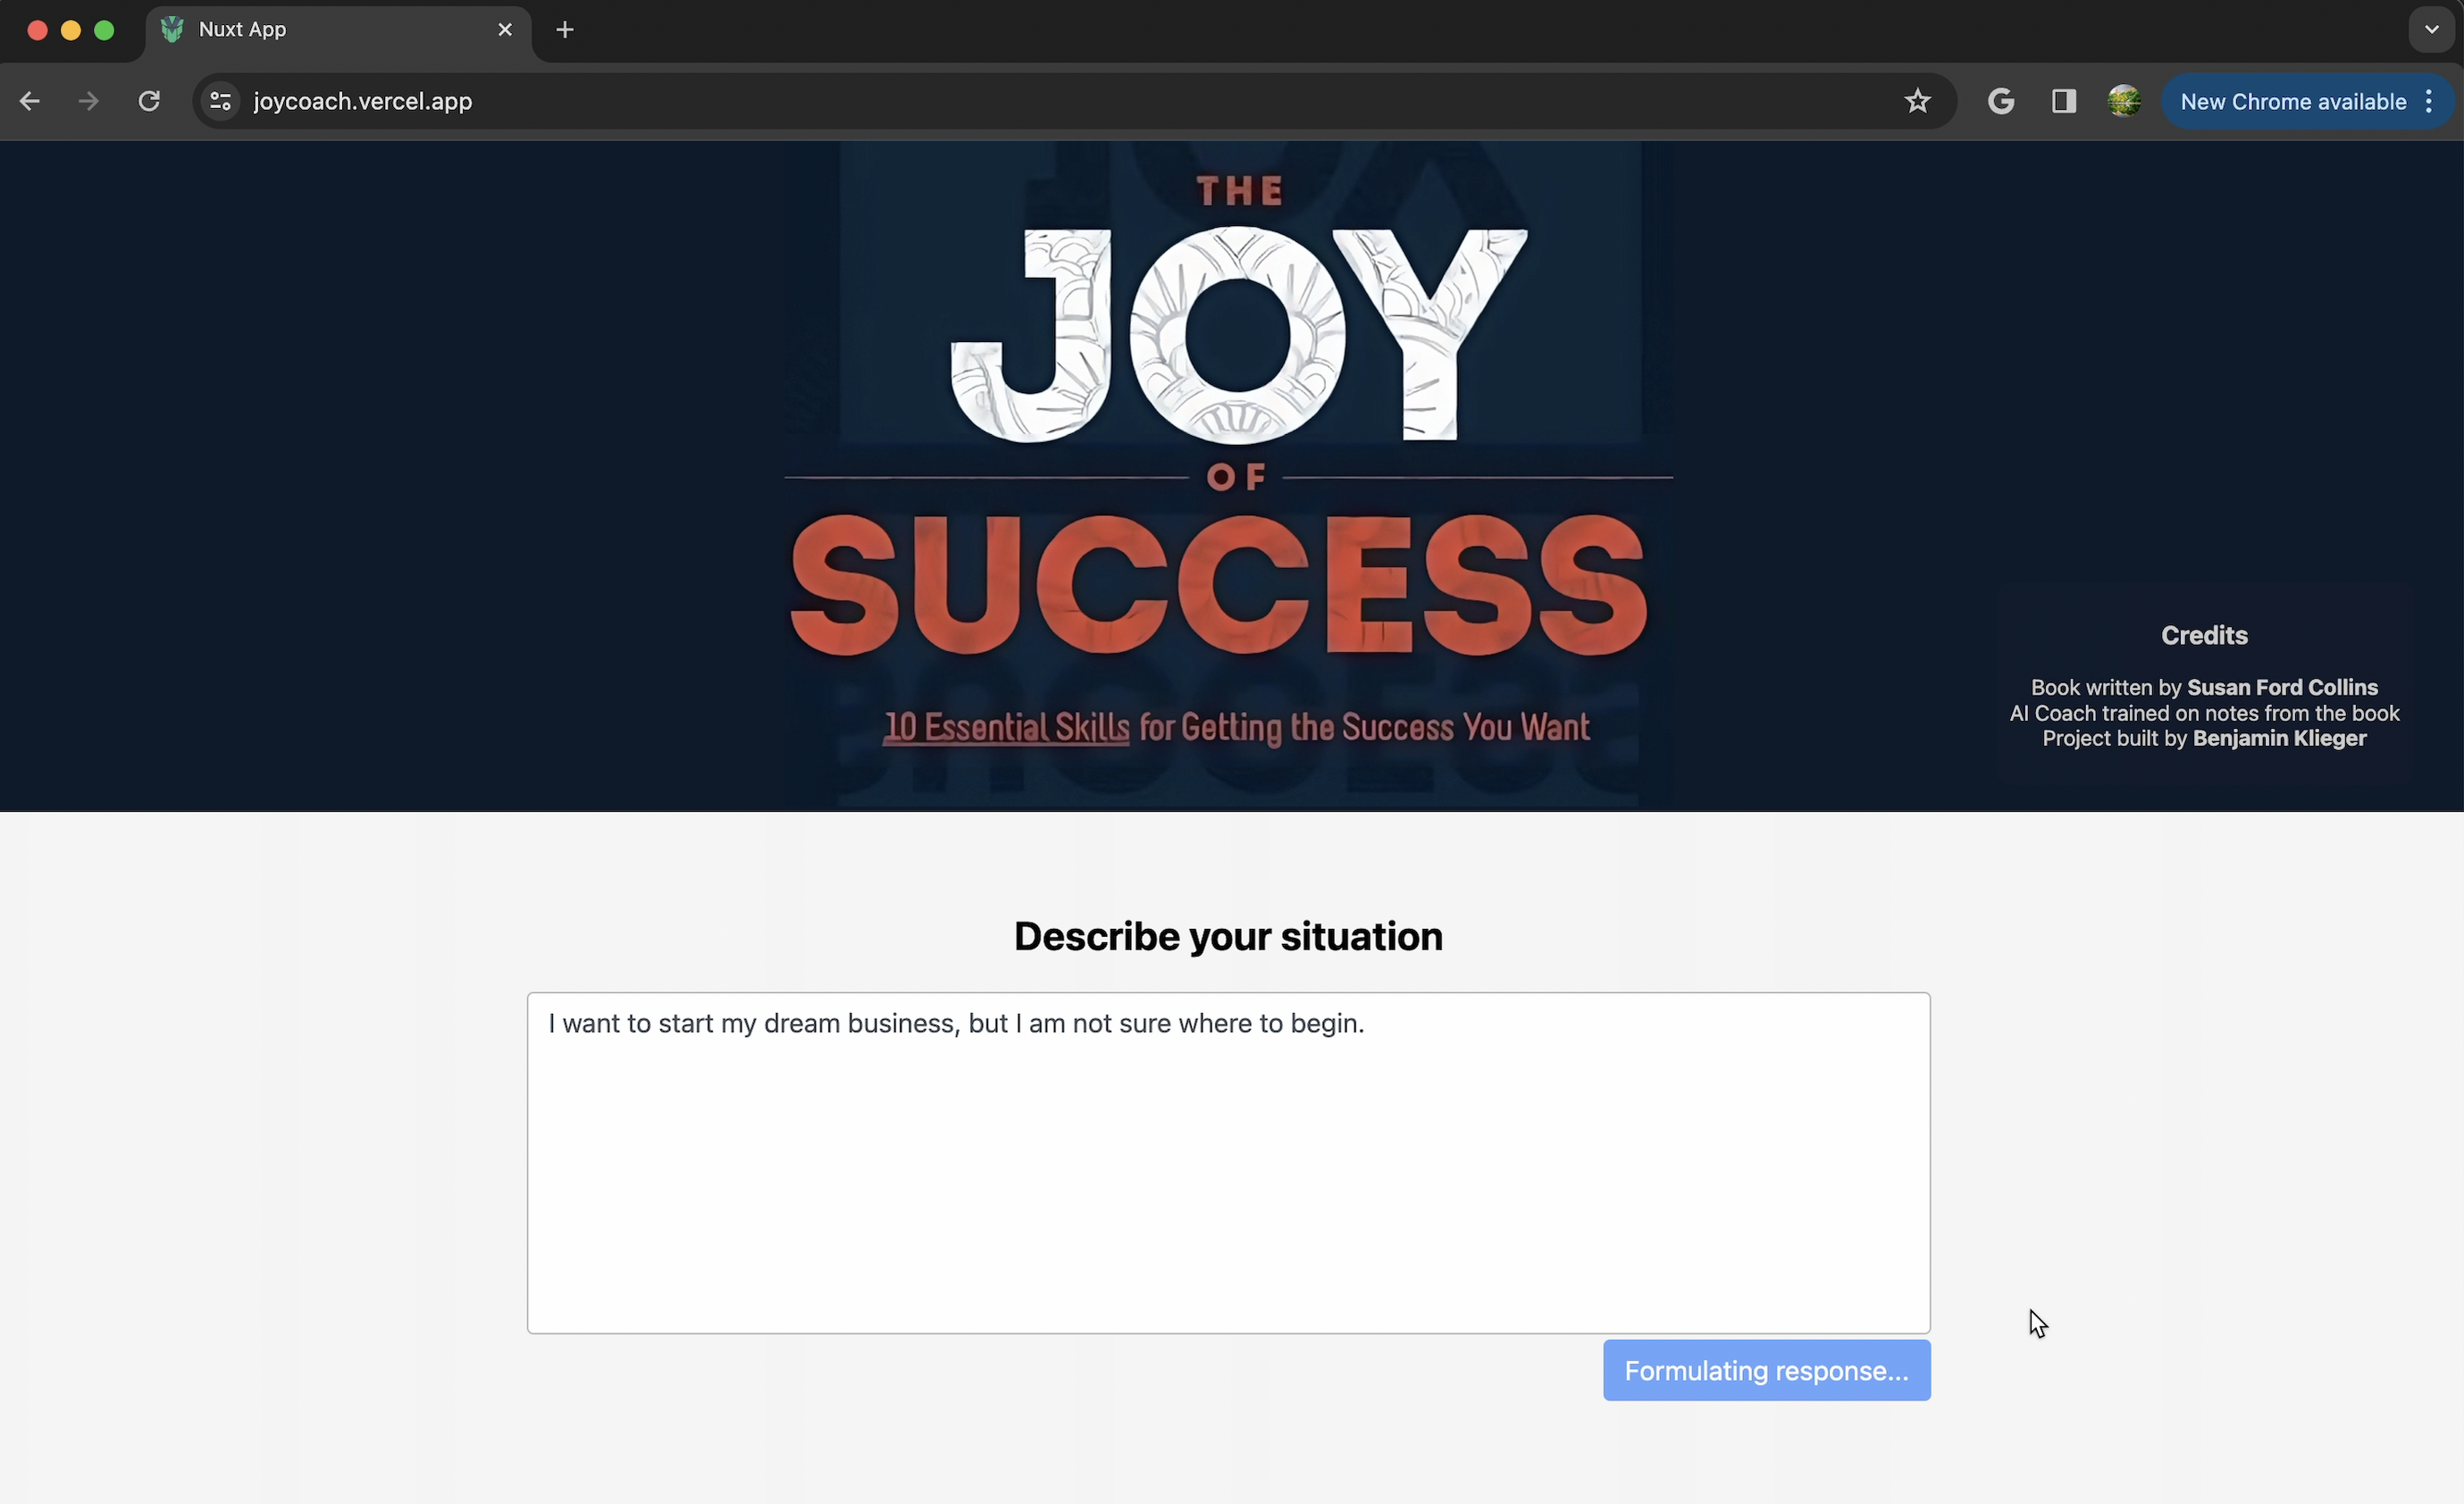 Nuxt App
joycoach.vercel.app
New Chrome available
THE
JOY
OF
SUCCESS
10 Essential Skills for Getting the Success You Want
Credits
Book written by Susan Ford Collins
AI Coach trained on notes from the book
Project built by Benjamin Klieger
Describe your situation
I want to start my dream business, but I am not sure where to begin.
Formulating response...